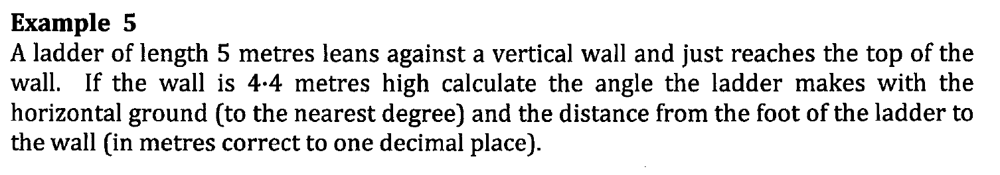 Example 5
A ladder of length 5 metres leans against a vertical wall and just reaches the top of the
wall. If the wall is 4·4 metres high calculate the angle the ladder makes with the
horizontal ground (to the nearest degree) and the distance from the foot of the ladder to
the wall (in metres correct to one decimal place).